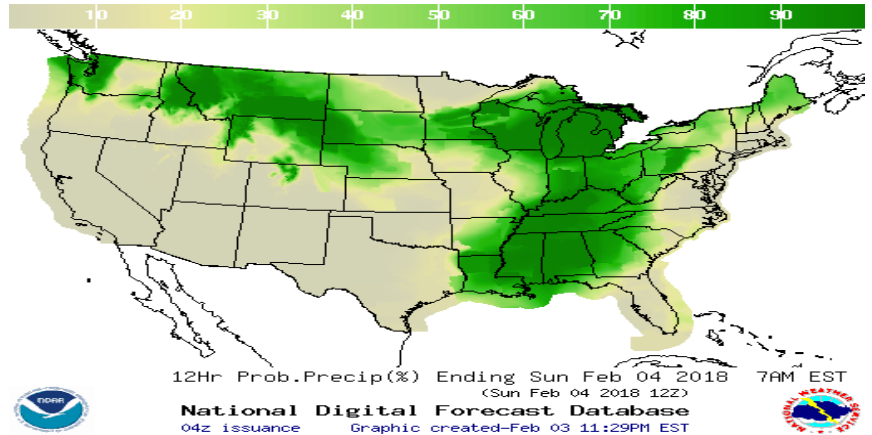 10 20 30 40 50 60 70 80 90
12Hr Prob.Precip(%) Ending Sun Feb 04 2018 7AM EST
(Sun Feb 04 2018 12Z)
National Digital Forecast Database
04z issuance Graphic created-Feb 03 11:29PM EST
NOAA